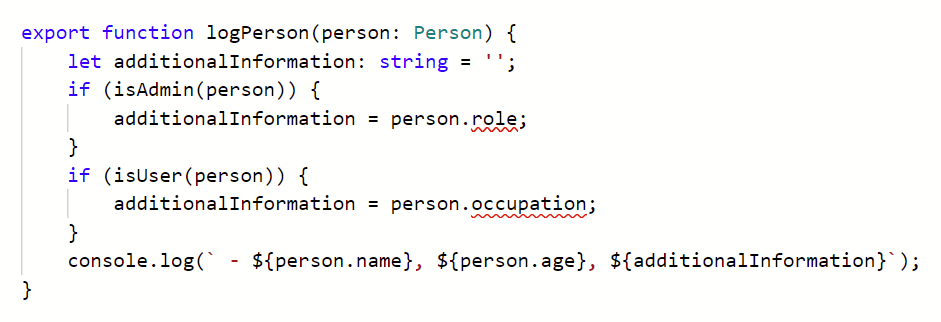 export function logPerson(person: Person) {
    let additionalInformation: string = '';
    if (isAdmin(person)) {
        additionalInformation = person.role;
    }
    if (isUser(person)) {
        additionalInformation = person.occupation;
    }
    console.log(` - ${person.name}, ${person.age}, ${additionalInformation}`);
}